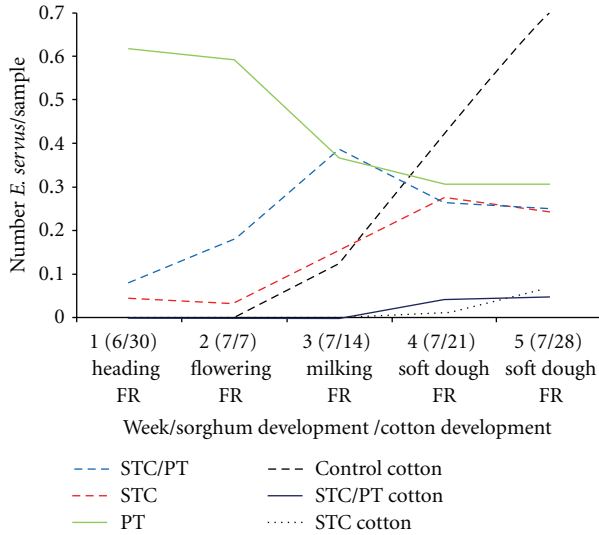 0.7
0.6
0.5
0.4
0.3
0.2
0.1
0
Number E. servus/sample
1 (6/30) 2 (7/7) 3 (7/14) 4 (7/21) 5 (7/28)
heading flowering milking soft dough soft dough
FR FR FR FR FR
Week/sorghum development /cotton development
STC/PT Control cotton
STC STC/PT cotton
PT STC cotton